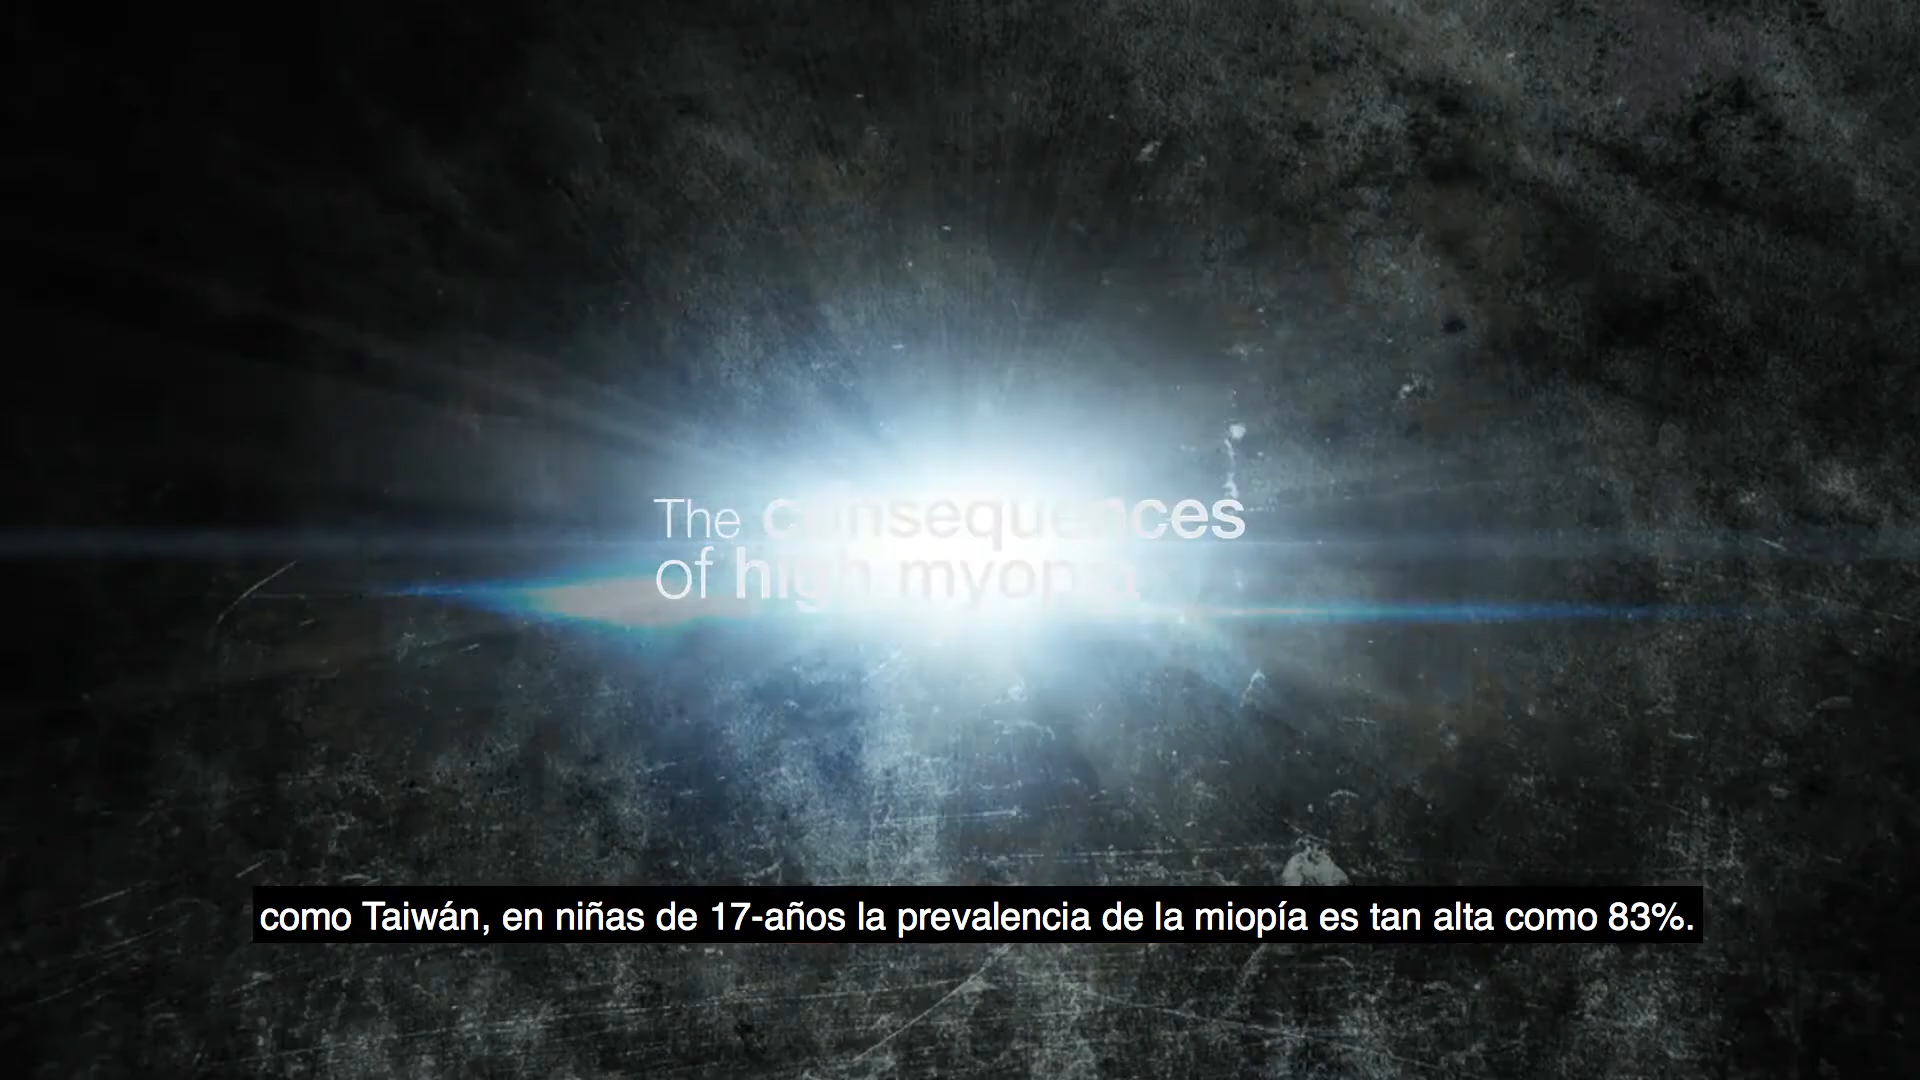 The consequences
of high myopia
como Taiwán, en niñas de 17-años la prevalencia de la miopía es tan alta como 83%.